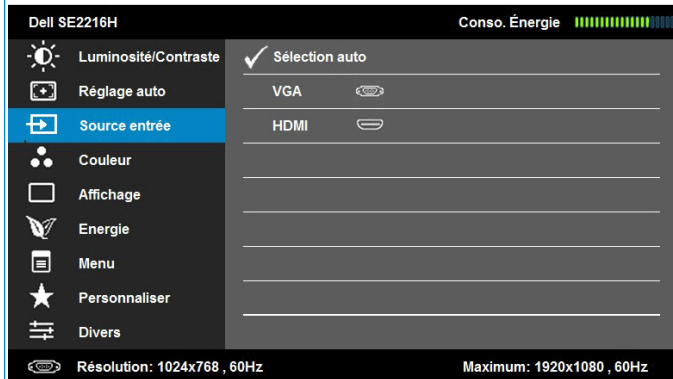 Dell SE2216H Conso. Énergie
Luminosité/Contraste Sélection auto
Réglage auto VGA
Source entrée HDMI
Couleur
Affichage
Energie
Menu
Personnaliser
Divers
Résolution: 1024x768 , 60Hz Maximum: 1920x1080 , 60Hz